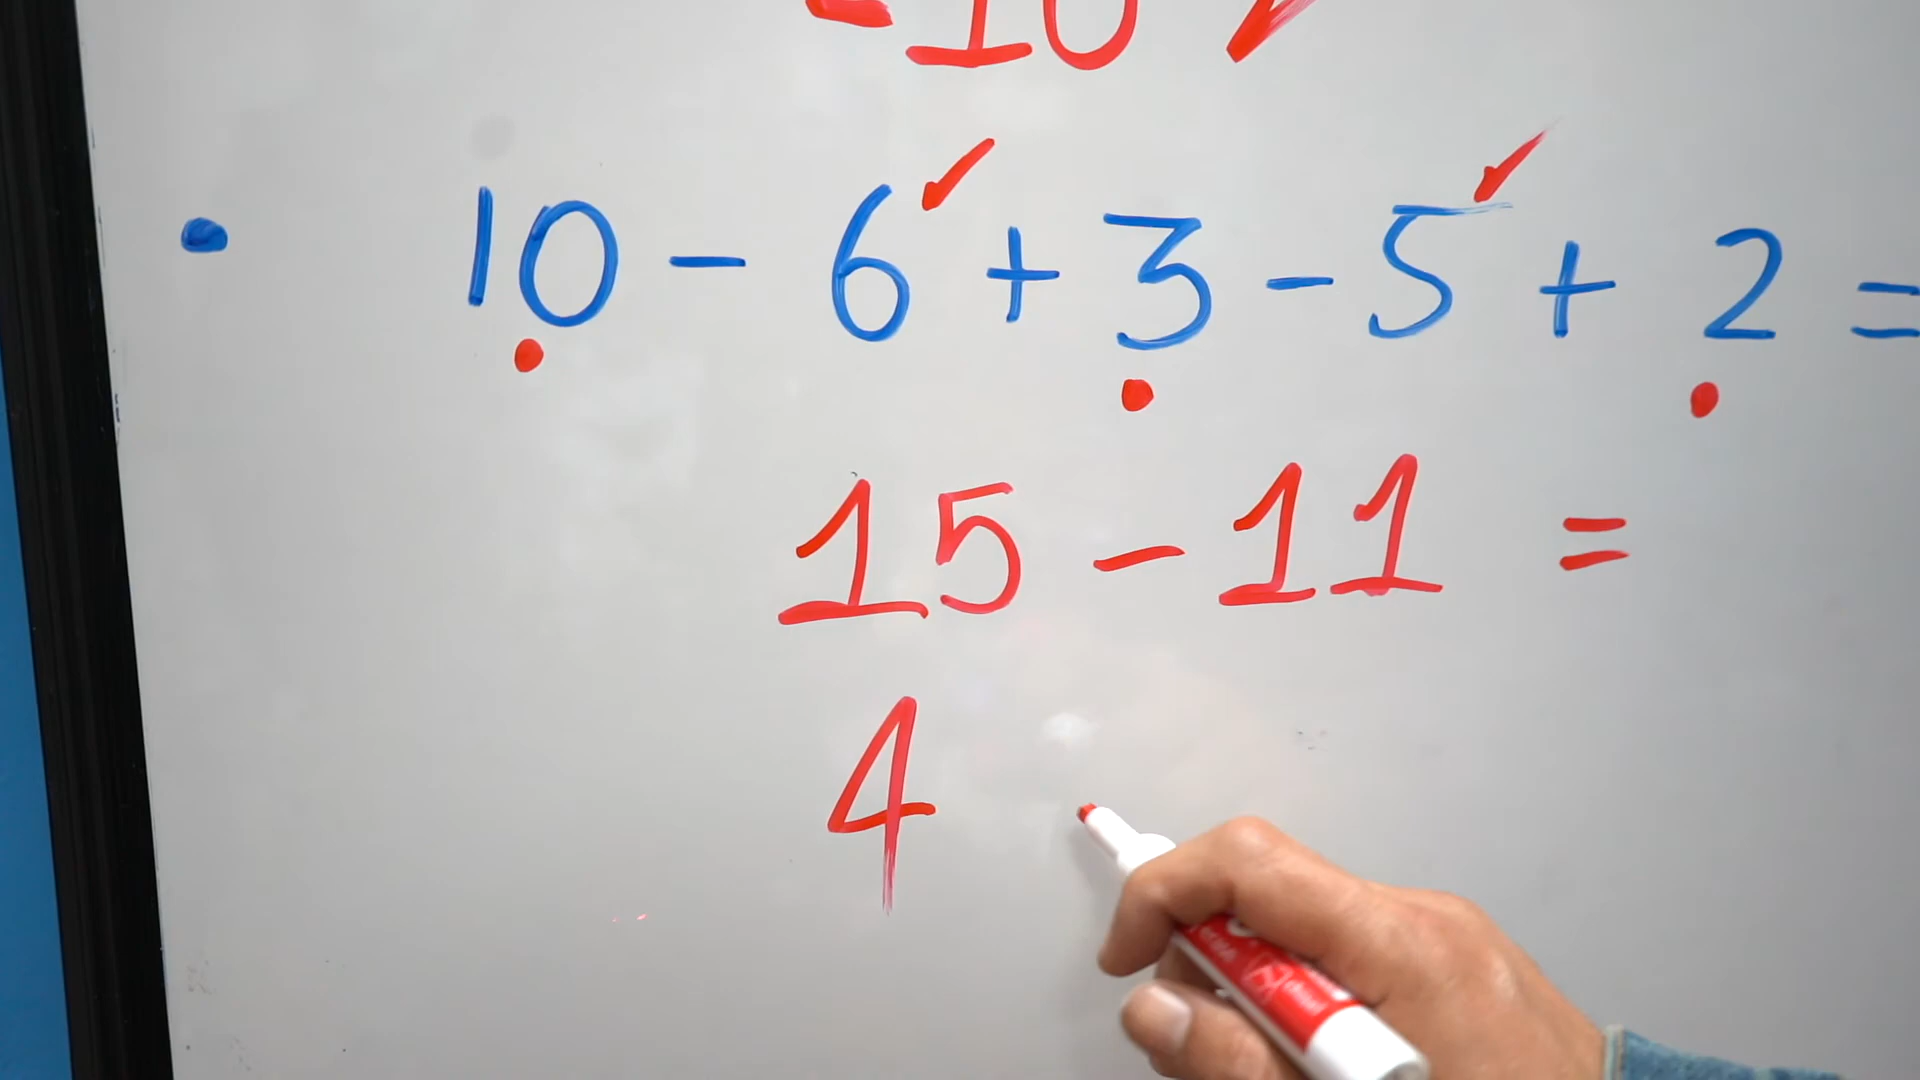 -10
10 - 6 + 3 - 5 + 2 =
15 - 11 =
4